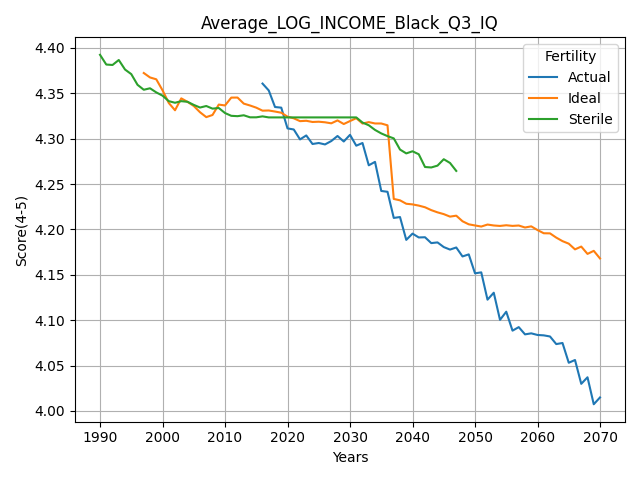 Average_LOG_INCOME_Black_Q3_IQ
Fertility
Actual
Ideal
Sterile
Score(4-5)
4.40
4.35
4.30
4.25
4.20
4.15
4.10
4.05
4.00
1990 2000 2010 2020 2030 2040 2050 2060 2070
Years